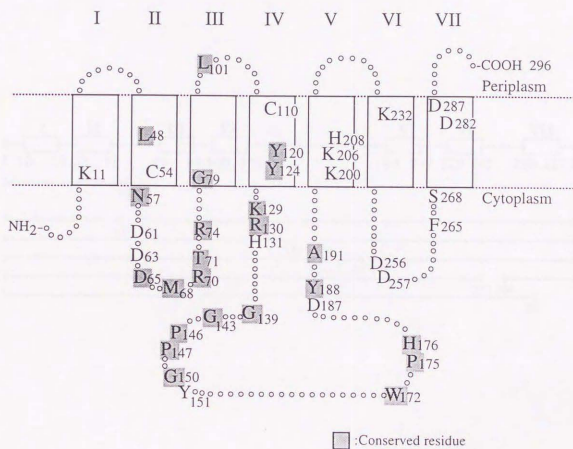 I II III IV V VI VII
L101
-COOH 296
Periplasm
C110 K232 D287
D282
L48 H208
Y120 K206
K11 C54 G79 Y124 K200
Cytoplasm
N57 S268
K129
NH2- D61 R74 R130 F265
H131
D63 T71 A191
D65 R70 D256
M68 D257
Y188
D187
G143 G139
P146 H176
P147 P175
G150
Y151 W172
:Conserved residue